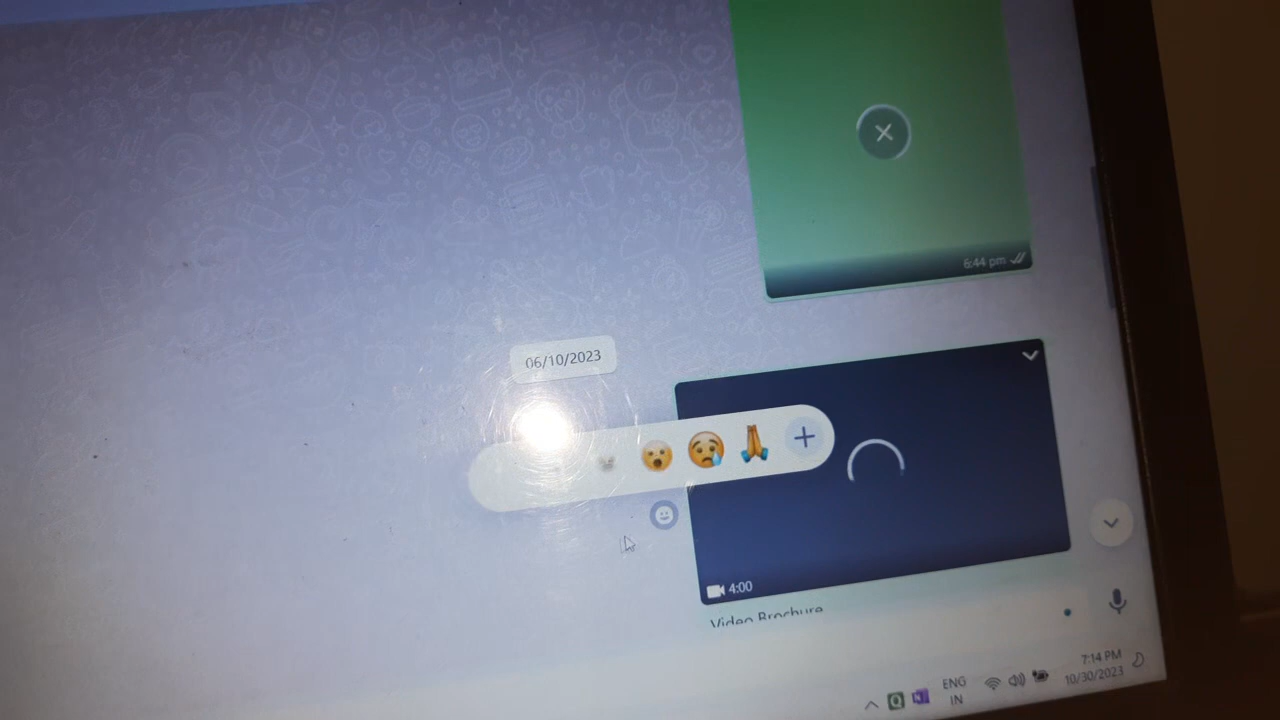 6:44 pm
06/10/2023
4:00
Video Brochure
ENG
IN
7:14 PM
10/30/2023